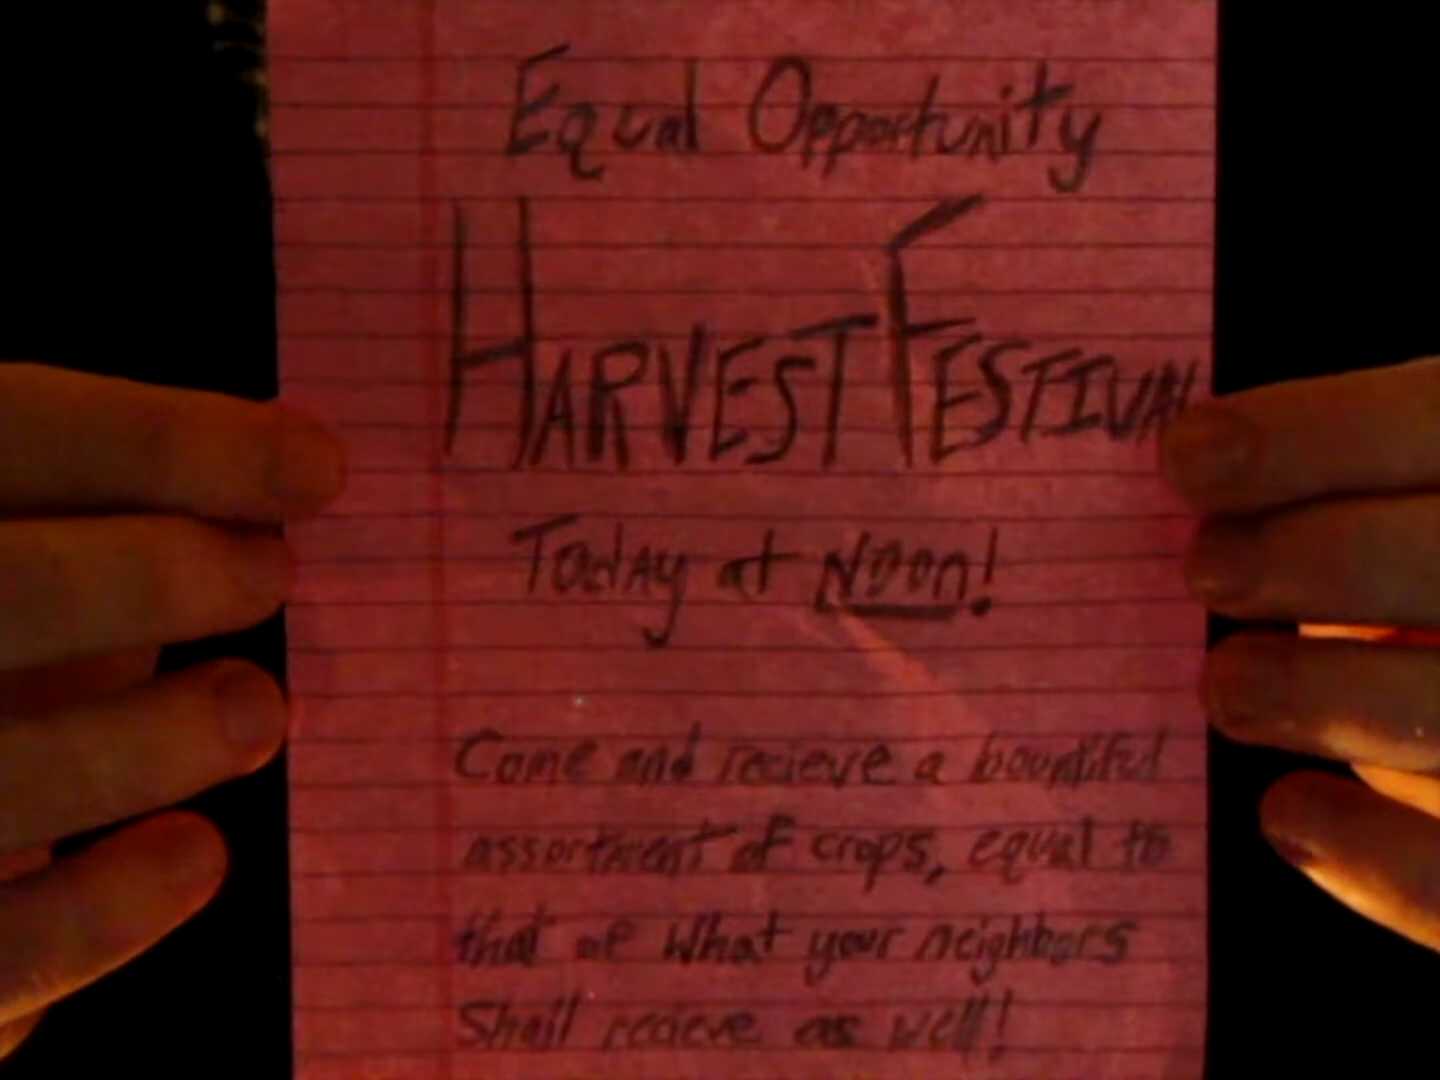 Equal Opportunity
HARVEST FESTIVAL
Today at Noon!
Come and recieve a bountiful
assortment of crops, equal to
that of what your neighbors
Shall recieve as well!